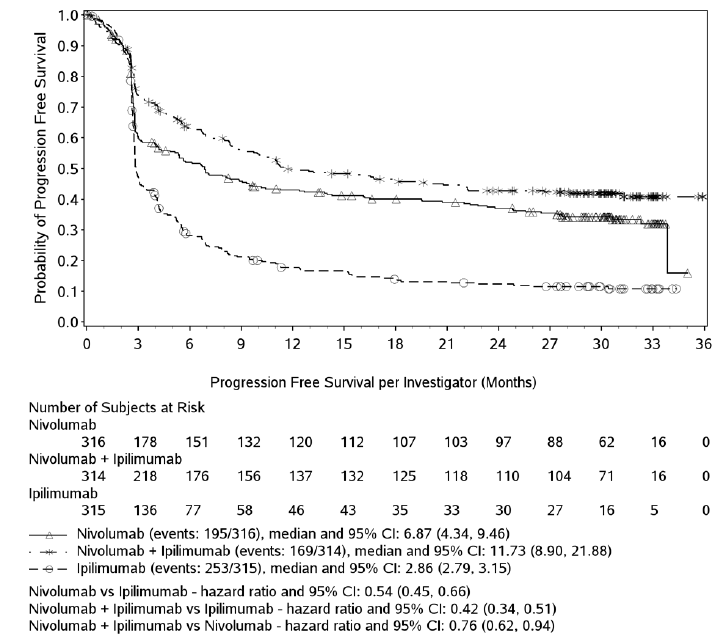 Probability of Progression Free Survival
1.0
0.9
0.8
0.7
0.6
0.5
0.4
0.3
0.2
0.1
0.0
0 3 6 9 12 15 18 21 24 27 30 33 36
Progression Free Survival per Investigator (Months)
Number of Subjects at Risk
Nivolumab
316 178 151 132 120 112 107 103 97 88 62 16 0
Nivolumab + Ipilimumab
314 218 176 156 137 132 125 118 110 104 71 16 0
Ipilimumab
315 136 77 58 46 43 35 33 30 27 16 5 0
Nivolumab (events: 195/316), median and 95% CI: 6.87 (4.34, 9.46)
Nivolumab + Ipilimumab (events: 169/314), median and 95% CI: 11.73 (8.90, 21.88)
Ipilimumab (events: 253/315), median and 95% CI: 2.86 (2.79, 3.15)
Nivolumab vs Ipilimumab - hazard ratio and 95% CI: 0.54 (0.45, 0.66)
Nivolumab + Ipilimumab vs Ipilimumab - hazard ratio and 95% CI: 0.42 (0.34, 0.51)
Nivolumab + Ipilimumab vs Nivolumab - hazard ratio and 95% CI: 0.76 (0.62, 0.94)